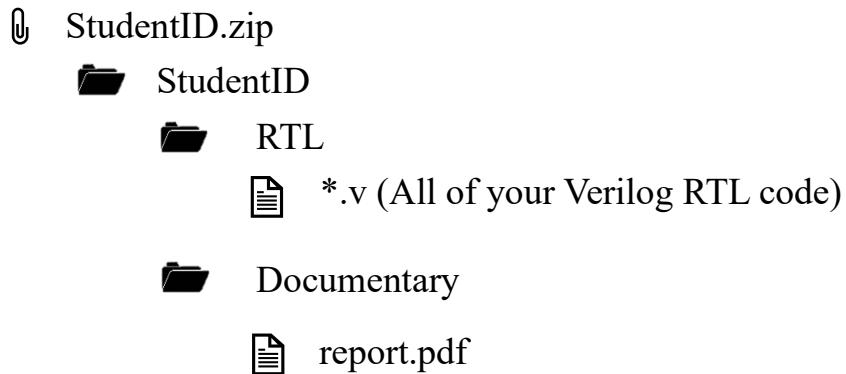 StudentID.zip
StudentID
RTL
*.v (All of your Verilog RTL code)
Documentary
report.pdf